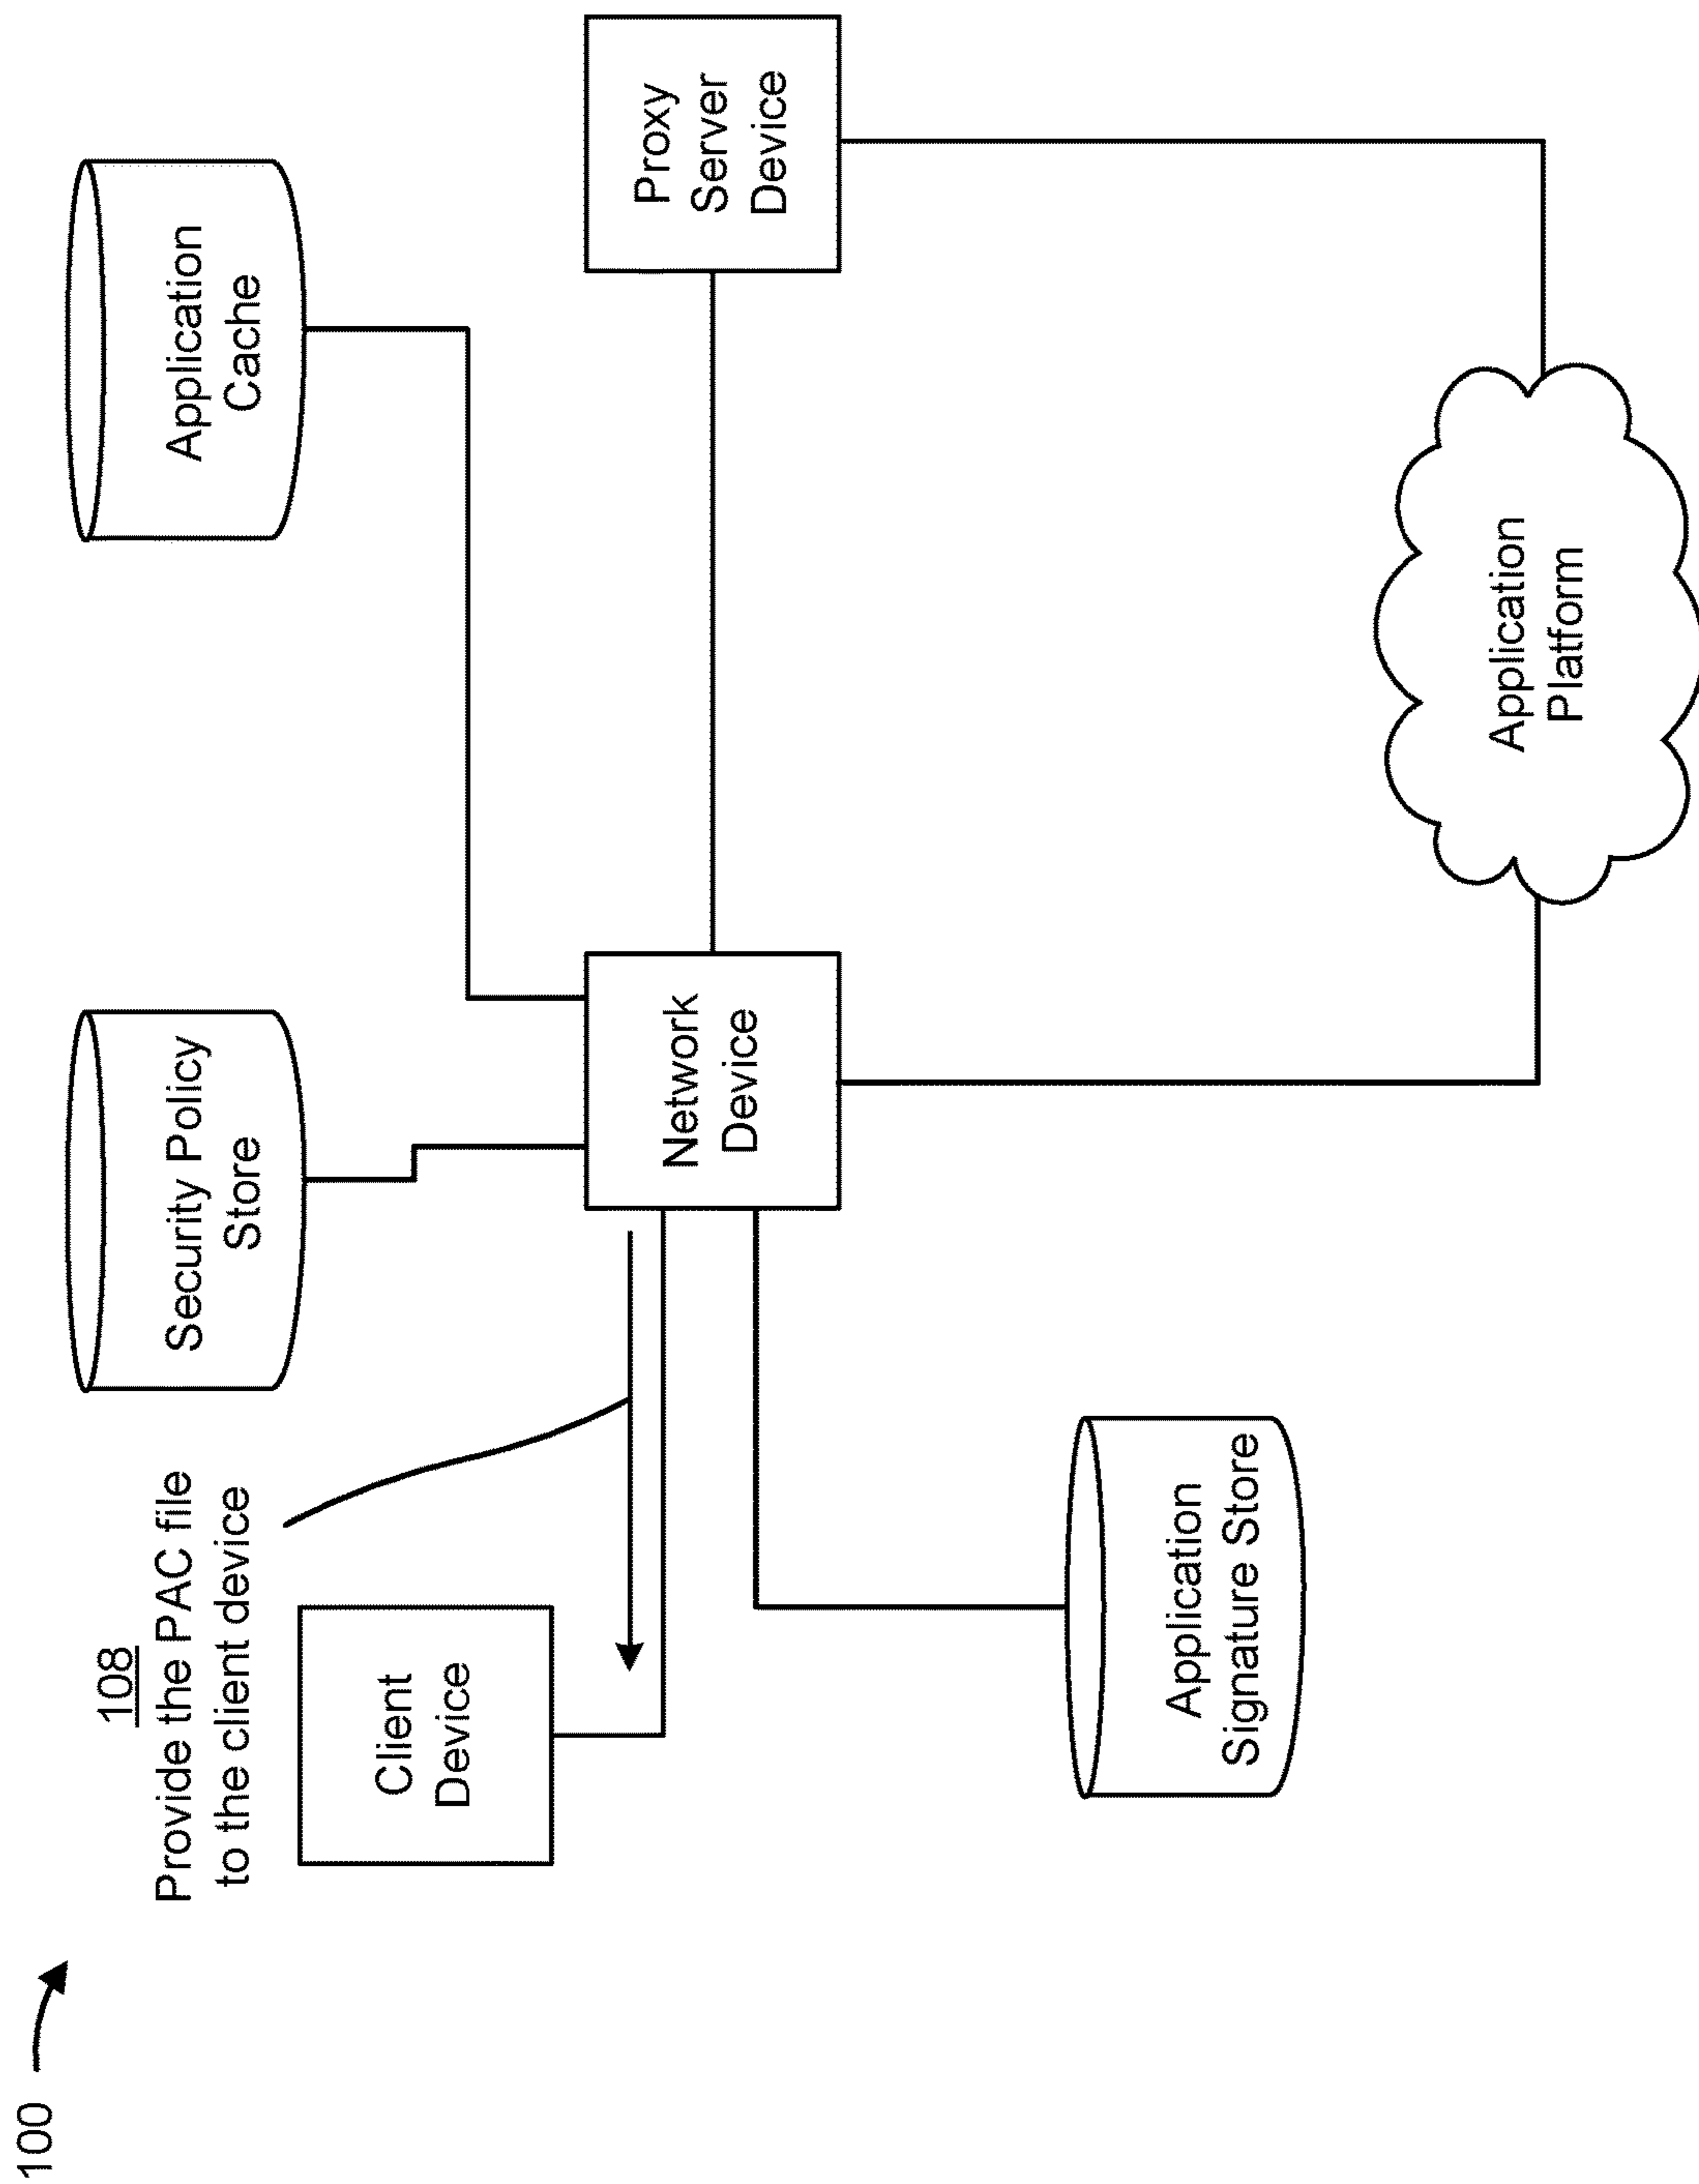 100
108
Provide the PAC file
to the client device
Security Policy
Store
Application
Cache
Client
Device
Network
Device
Proxy
Server
Device
Application
Signature Store
Application
Platform